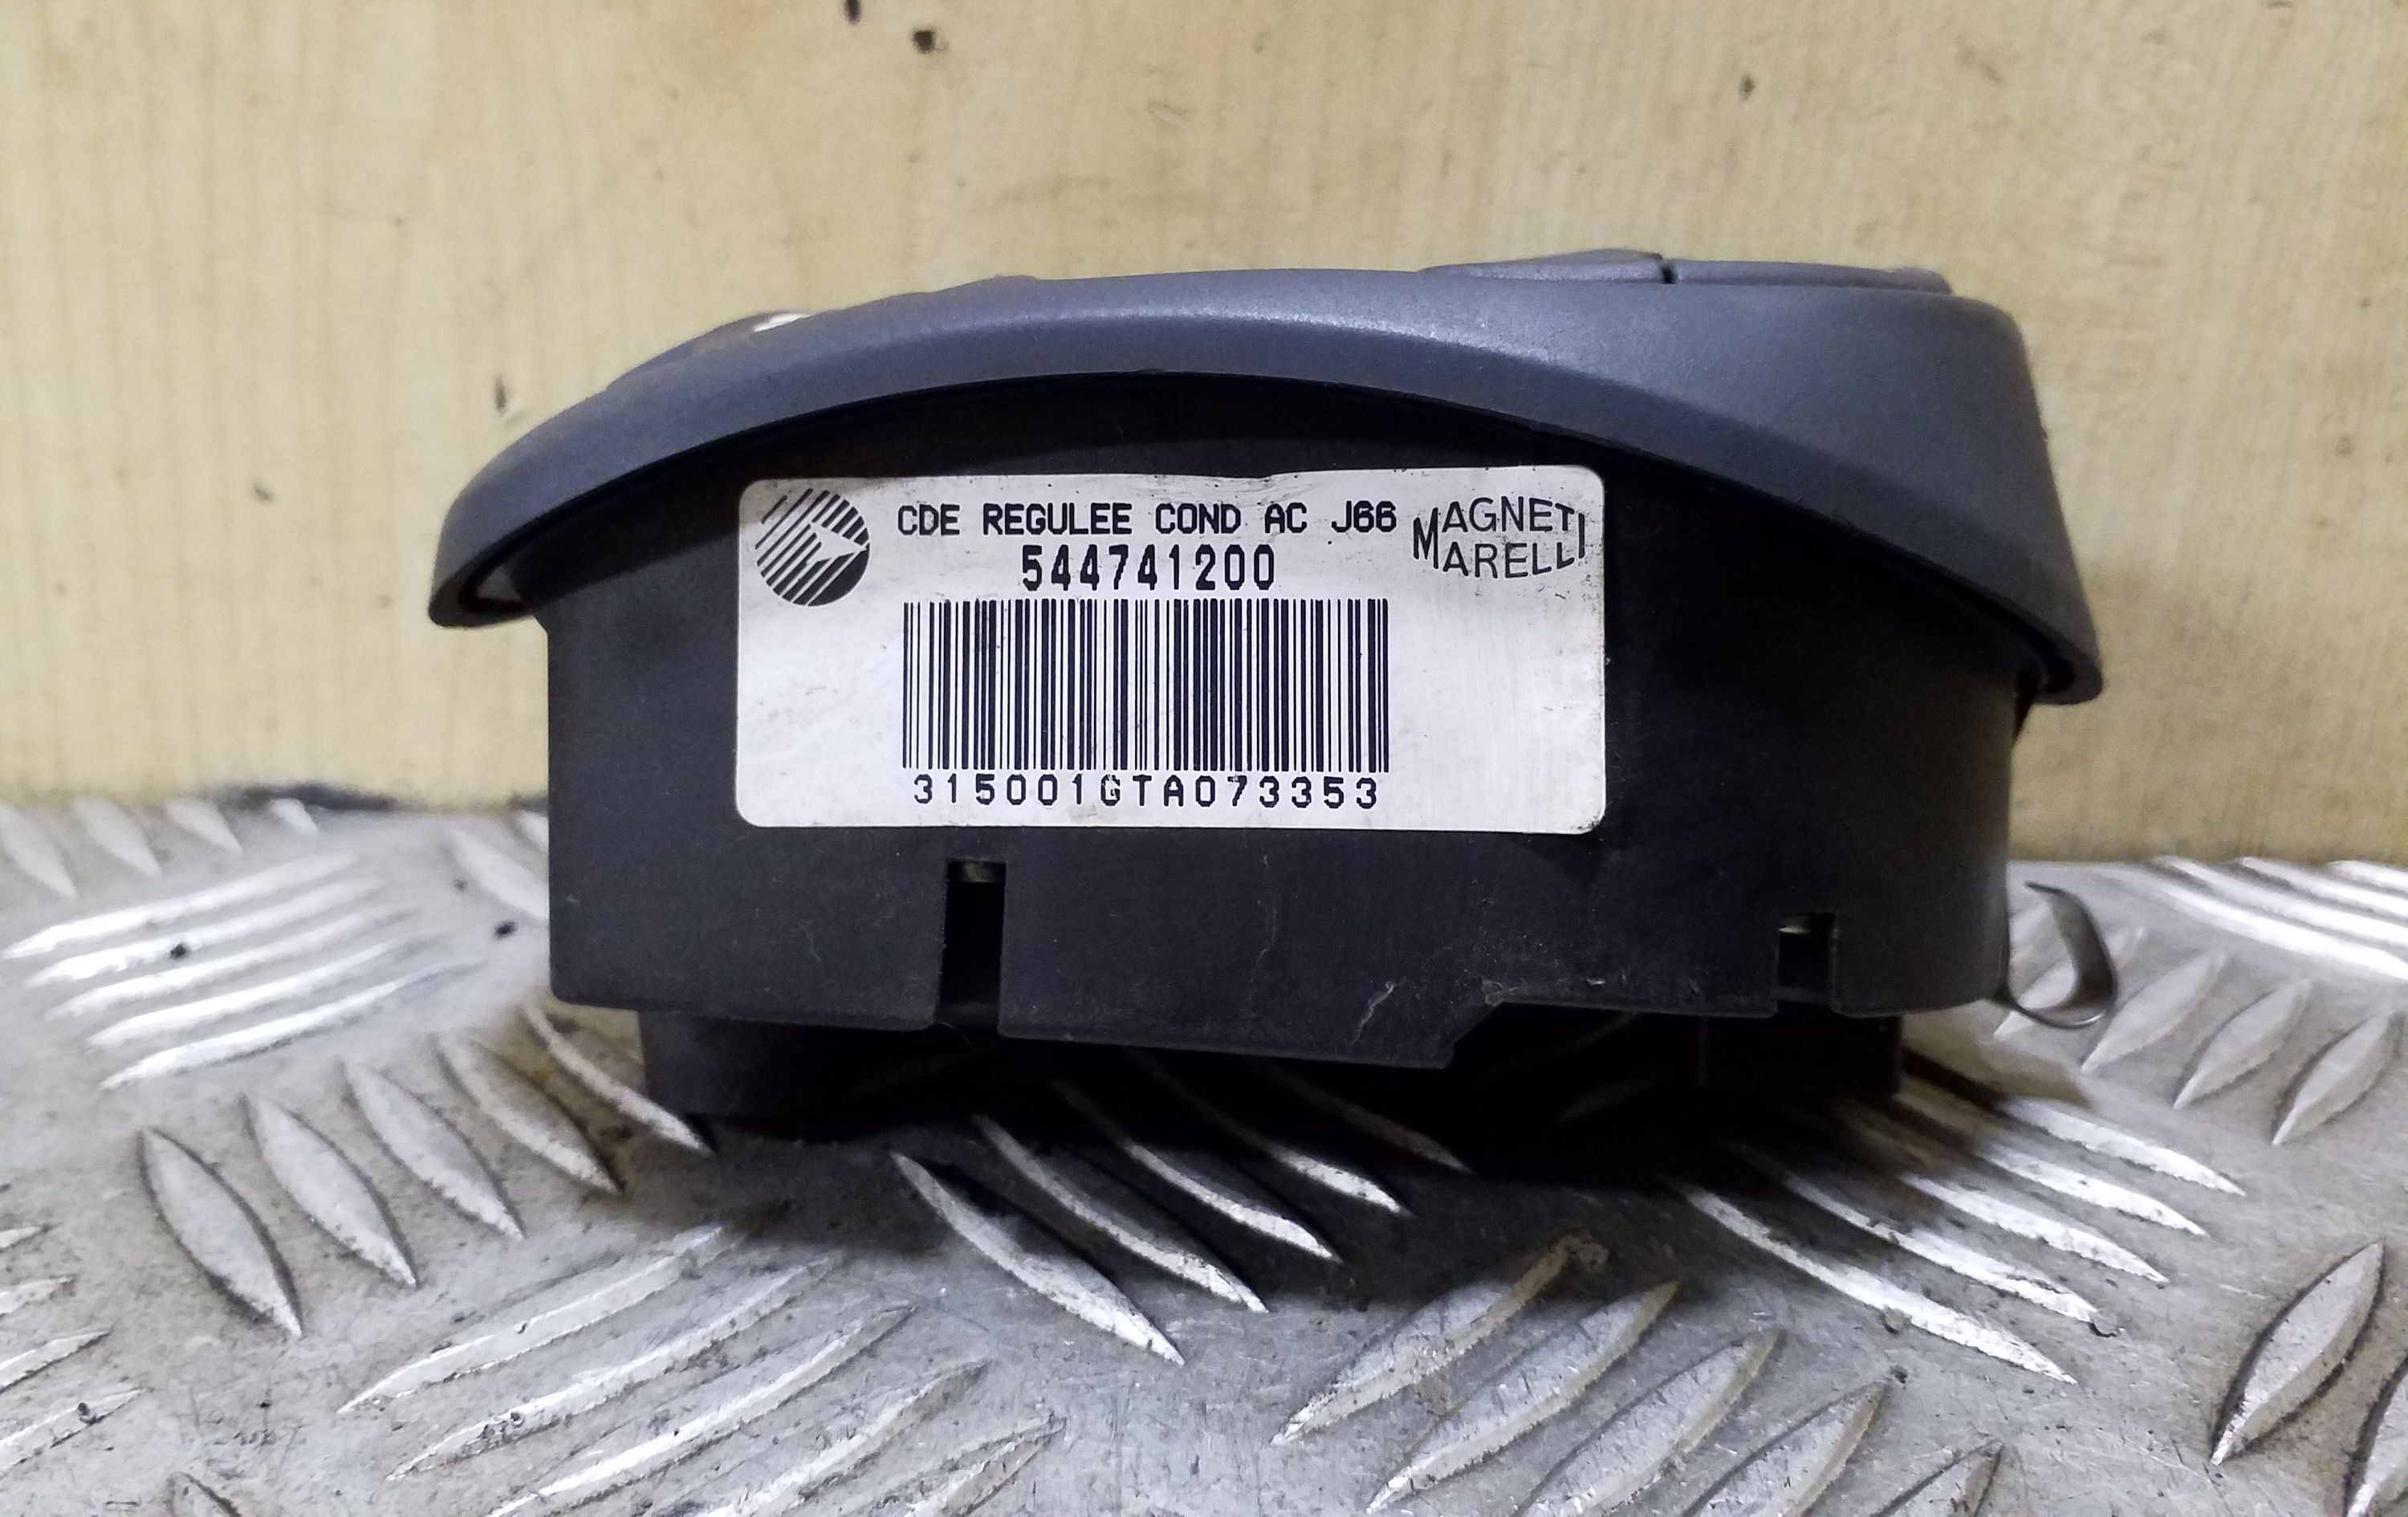 CDE REGULEE COND AC J66
MAGNETI
MARELLI
544741200
315001GTA073353